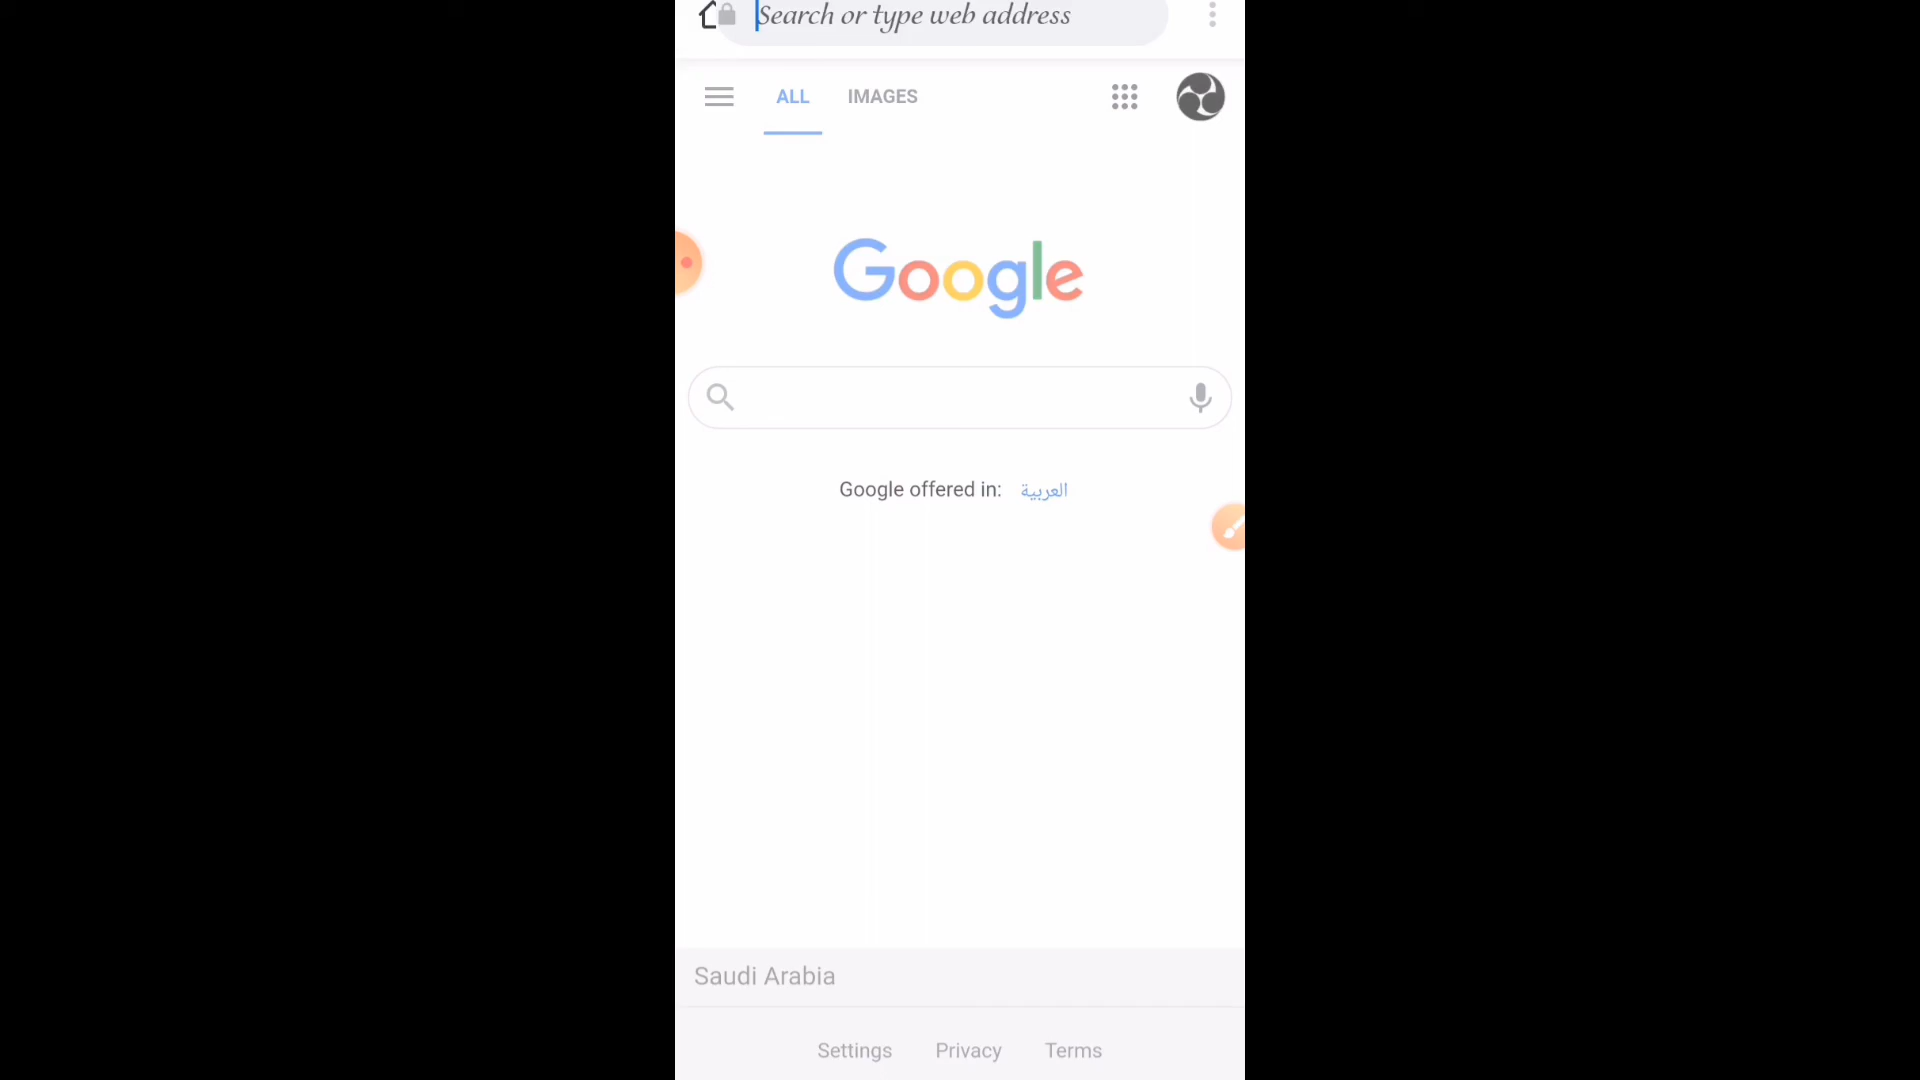 Search or type web address
ALL IMAGES
Google
Google offered in: العربية
Saudi Arabia
Settings Privacy Terms